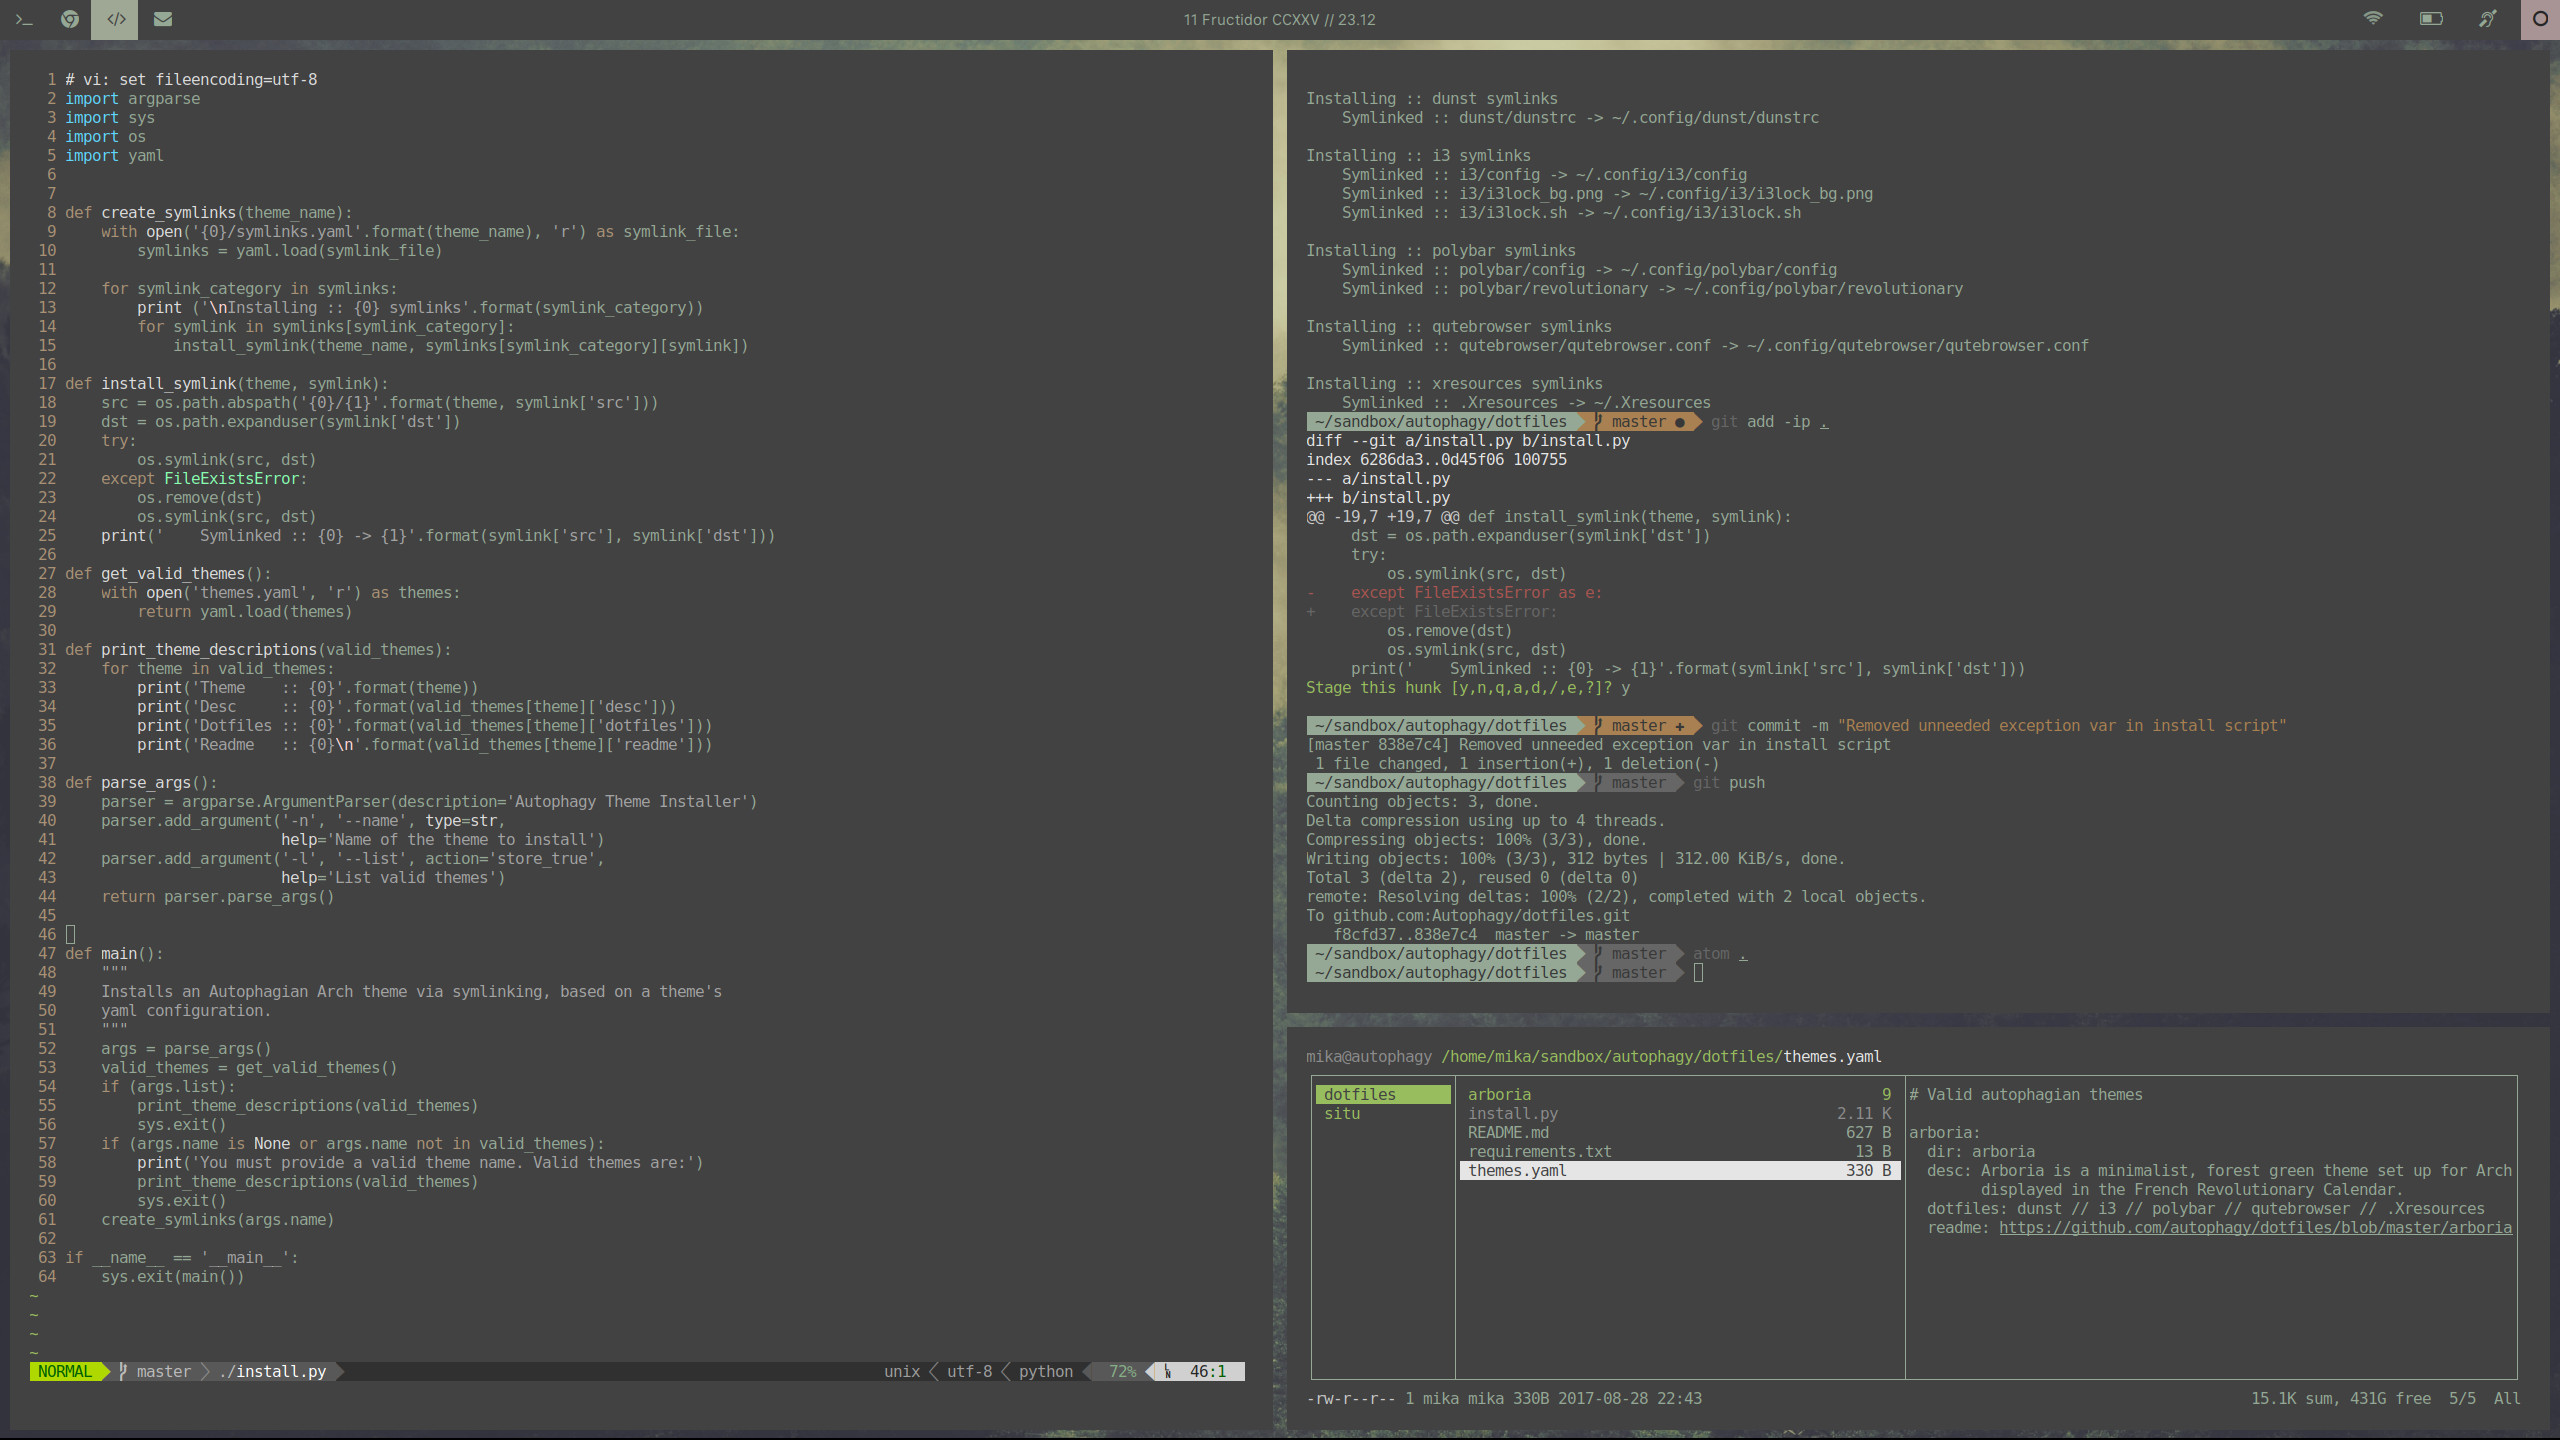 11 Fructidor CCXXV // 23.12
1 # vi: set fileencoding=utf-8
2 import argparse
3 import sys
4 import os
5 import yaml
6
7
8 def create_symlinks(theme_name):
9     with open('{0}/symlinks.yaml'.format(theme_name), 'r') as symlink_file:
10         symlinks = yaml.load(symlink_file)
11
12     for symlink_category in symlinks:
13         print ('\nInstalling :: {0} symlinks'.format(symlink_category))
14         for symlink in symlinks[symlink_category]:
15             install_symlink(theme_name, symlinks[symlink_category][symlink])
16
17 def install_symlink(theme, symlink):
18     src = os.path.abspath('{0}/{1}'.format(theme, symlink['src']))
19     dst = os.path.expanduser(symlink['dst'])
20     try:
21         os.symlink(src, dst)
22     except FileExistsError:
23         os.remove(dst)
24         os.symlink(src, dst)
25     print('    Symlinked :: {0} -> {1}'.format(symlink['src'], symlink['dst']))
26
27 def get_valid_themes():
28     with open('themes.yaml', 'r') as themes:
29         return yaml.load(themes)
30
31 def print_theme_descriptions(valid_themes):
32     for theme in valid_themes:
33         print('Theme    :: {0}'.format(theme))
34         print('Desc     :: {0}'.format(valid_themes[theme]['desc']))
35         print('Dotfiles :: {0}'.format(valid_themes[theme]['dotfiles']))
36         print('Readme   :: {0}\n'.format(valid_themes[theme]['readme']))
37
38 def parse_args():
39     parser = argparse.ArgumentParser(description='Autophagy Theme Installer')
40     parser.add_argument('-n', '--name', type=str,
41                         help='Name of the theme to install')
42     parser.add_argument('-l', '--list', action='store_true',
43                         help='List valid themes')
44     return parser.parse_args()
45
46
47 def main():
48     """
49     Installs an Autophagian Arch theme via symlinking, based on a theme's
50     yaml configuration.
51     """
52     args = parse_args()
53     valid_themes = get_valid_themes()
54     if (args.list):
55         print_theme_descriptions(valid_themes)
56         sys.exit()
57     if (args.name is None or args.name not in valid_themes):
58         print('You must provide a valid theme name. Valid themes are:')
59         print_theme_descriptions(valid_themes)
60         sys.exit()
61     create_symlinks(args.name)
62
63 if __name__ == '__main__':
64     sys.exit(main())
~
~
~
~
NORMAL master ./install.py unix utf-8 python 72% 46:1
Installing :: dunst symlinks
    Symlinked :: dunst/dunstrc -> ~/.config/dunst/dunstrc
Installing :: i3 symlinks
    Symlinked :: i3/config -> ~/.config/i3/config
    Symlinked :: i3/i3lock_bg.png -> ~/.config/i3/i3lock_bg.png
    Symlinked :: i3/i3lock.sh -> ~/.config/i3/i3lock.sh
Installing :: polybar symlinks
    Symlinked :: polybar/config -> ~/.config/polybar/config
    Symlinked :: polybar/revolutionary -> ~/.config/polybar/revolutionary
Installing :: qutebrowser symlinks
    Symlinked :: qutebrowser/qutebrowser.conf -> ~/.config/qutebrowser/qutebrowser.conf
Installing :: xresources symlinks
    Symlinked :: .Xresources -> ~/.Xresources
~/sandbox/autophagy/dotfiles master ● git add -ip .
diff --git a/install.py b/install.py
index 6286da3..0d45f06 100755
--- a/install.py
+++ b/install.py
@@ -19,7 +19,7 @@ def install_symlink(theme, symlink):
     dst = os.path.expanduser(symlink['dst'])
     try:
         os.symlink(src, dst)
-    except FileExistsError as e:
+    except FileExistsError:
         os.remove(dst)
         os.symlink(src, dst)
     print('    Symlinked :: {0} -> {1}'.format(symlink['src'], symlink['dst']))
Stage this hunk [y,n,q,a,d,/,e,?]? y
~/sandbox/autophagy/dotfiles master + git commit -m "Removed unneeded exception var in install script"
[master 838e7c4] Removed unneeded exception var in install script
 1 file changed, 1 insertion(+), 1 deletion(-)
~/sandbox/autophagy/dotfiles master git push
Counting objects: 3, done.
Delta compression using up to 4 threads.
Compressing objects: 100% (3/3), done.
Writing objects: 100% (3/3), 312 bytes | 312.00 KiB/s, done.
Total 3 (delta 2), reused 0 (delta 0)
remote: Resolving deltas: 100% (2/2), completed with 2 local objects.
To github.com:Autophagy/dotfiles.git
   f8cfd37..838e7c4  master -> master
~/sandbox/autophagy/dotfiles master atom .
~/sandbox/autophagy/dotfiles master
mika@autophagy /home/mika/sandbox/autophagy/dotfiles/themes.yaml
dotfiles
situ
arboria 9
install.py 2.11 K
README.md 627 B
requirements.txt 13 B
themes.yaml 330 B
# Valid autophagian themes
arboria:
  dir: arboria
  desc: Arboria is a minimalist, forest green theme set up for Arch
        displayed in the French Revolutionary Calendar.
  dotfiles: dunst // i3 // polybar // qutebrowser // .Xresources
  readme: https://github.com/autophagy/dotfiles/blob/master/arboria
-rw-r--r-- 1 mika mika 330B 2017-08-28 22:43 15.1K sum, 431G free 5/5 All